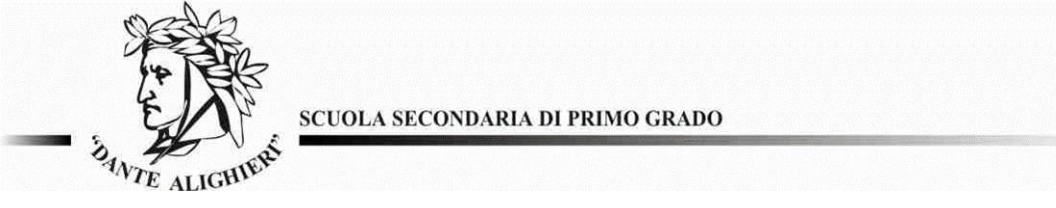 SCUOLA SECONDARIA DI PRIMO GRADO
"DANTE ALIGHIERI"